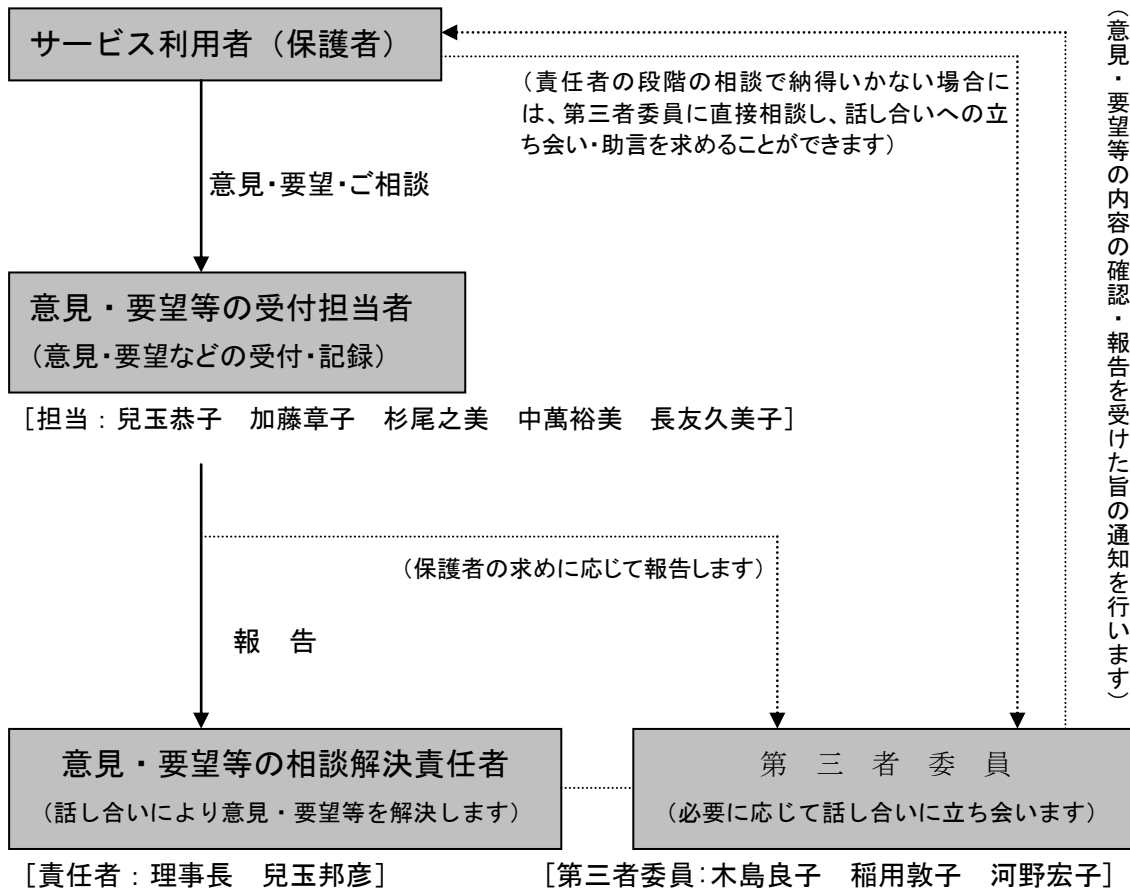 サービス利用者（保護者）
（責任者の段階の相談で納得いかない場合に
は、第三者委員に直接相談し、話し合いへの立
ち会い・助言を求めることができます）
（意見・要望等の内容の確認・報告を受けた旨の通知を行います）
意見・要望・ご相談
意見・要望等の受付担当者
（意見・要望などの受付・記録）
［担当：兒玉恭子　加藤章子　杉尾之美　中萬裕美　長友久美子］
（保護者の求めに応じて報告します）
報　告
意見・要望等の相談解決責任者
（話し合いにより意見・要望等を解決します）
［責任者：理事長　兒玉邦彦］
第　三　者　委　員
（必要に応じて話し合いに立ち会います）
［第三者委員：木島良子　稲用敦子　河野宏子］